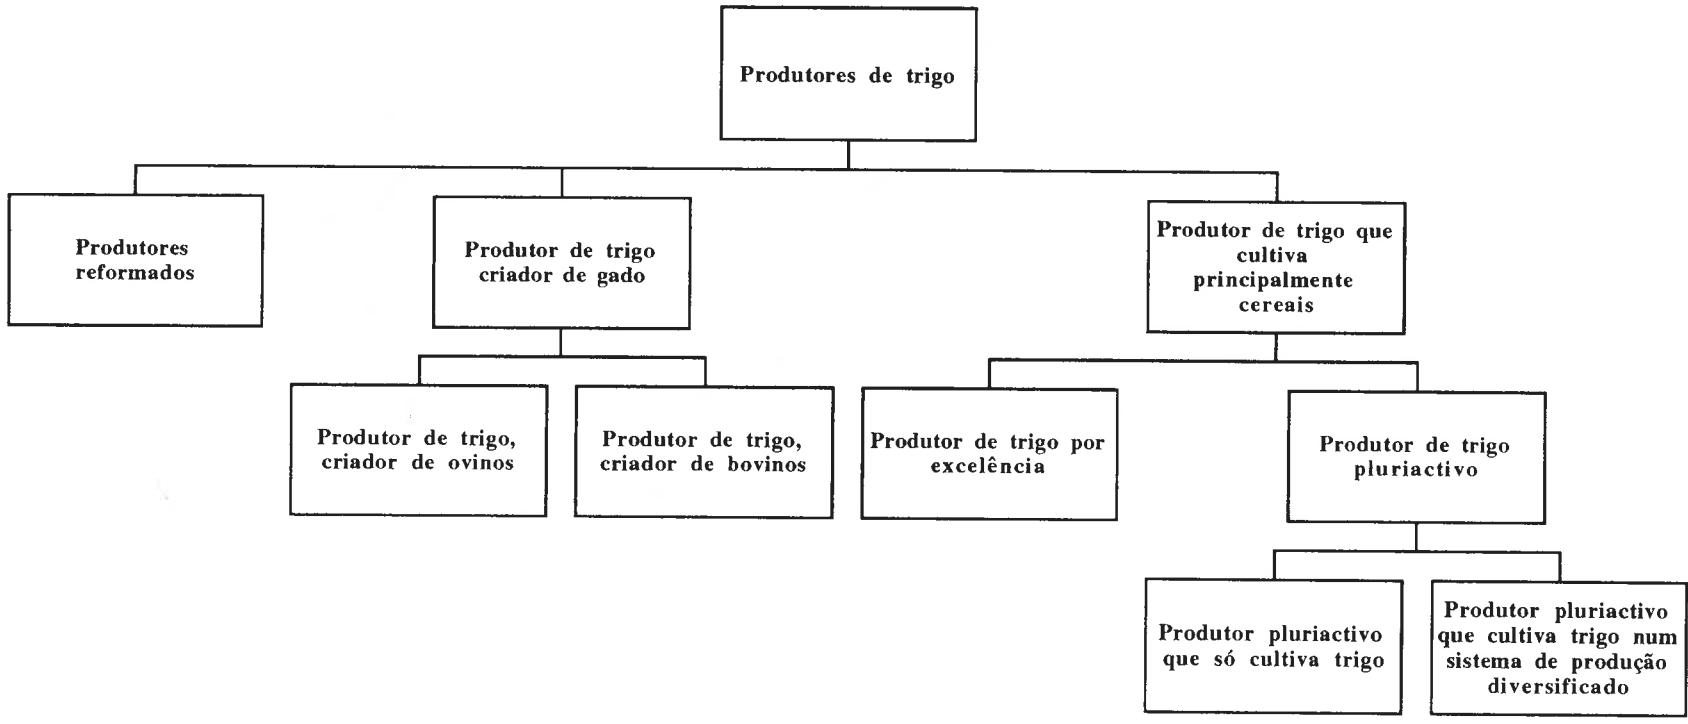 Produtores de trigo
Produtores
reformados
Produtor de trigo
criador de gado
Produtor de trigo que
cultiva
principalmente
cereais
Produtor de trigo,
criador de ovinos
Produtor de trigo,
criador de bovinos
Produtor de trigo por
excelência
Produtor de trigo
pluriactivo
Produtor pluriactivo
que só cultiva trigo
Produtor pluriactivo
que cultiva trigo num
sistema de produção
diversificado